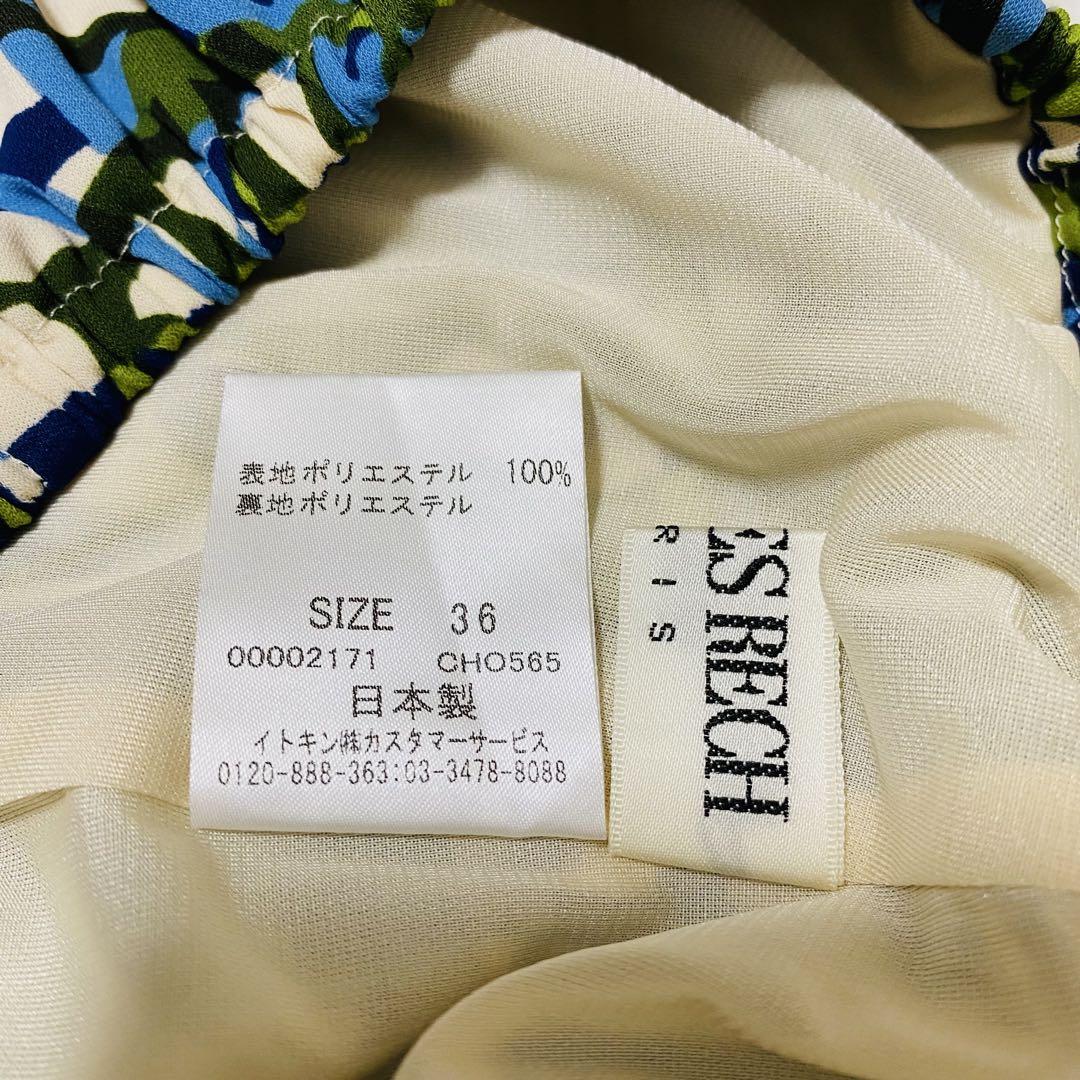 表地ポリエステル 100%
裏地ポリエステル
SIZE 36
00002171 CHO565
日本製
イトキン㈱カスタマーサービス
0120-888-363:03-3478-8088
ES RECH
RIS